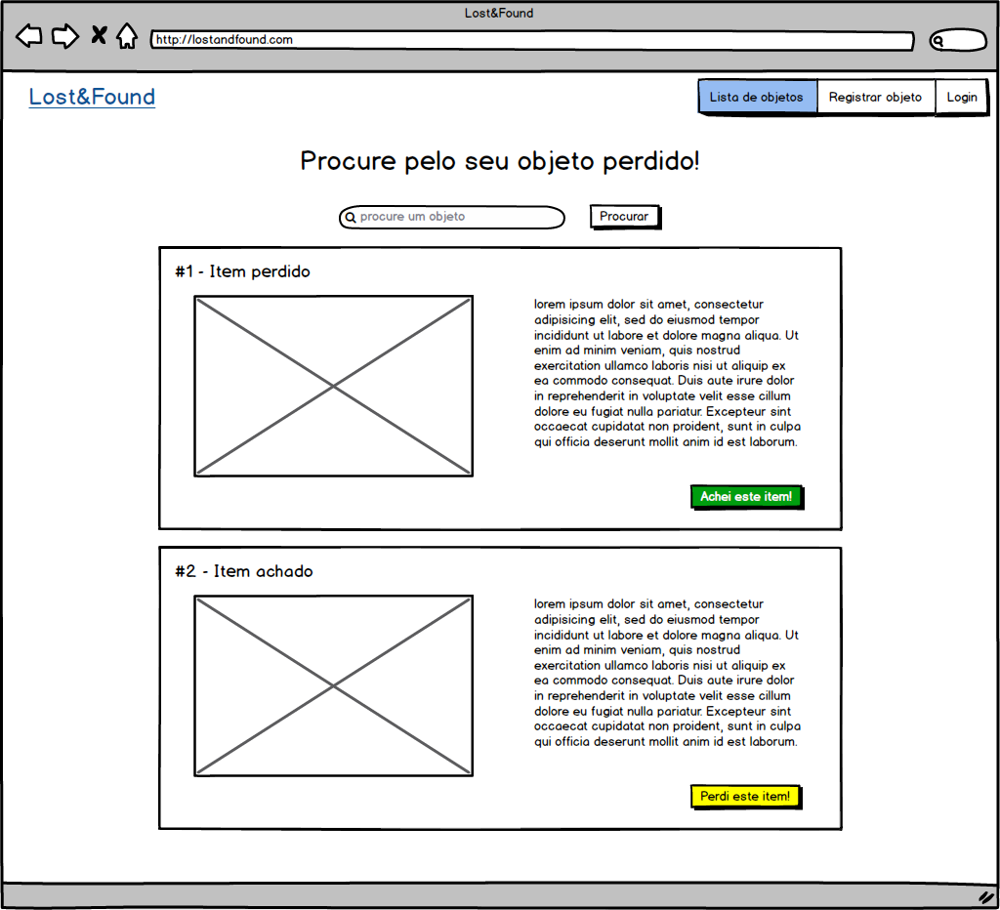 Lost&Found
http://lostandfound.com
Lost&Found
Lista de objetos
Registrar objeto
Login
Procure pelo seu objeto perdido!
procure um objeto
Procurar
#1 - Item perdido
lorem ipsum dolor sit amet, consectetur
adipisicing elit, sed do eiusmod tempor
incididunt ut labore et dolore magna aliqua. Ut
enim ad minim veniam, quis nostrud
exercitation ullamco laboris nisi ut aliquip ex
ea commodo consequat. Duis aute irure dolor
in reprehenderit in voluptate velit esse cillum
dolore eu fugiat nulla pariatur. Excepteur sint
occaecat cupidatat non proident, sunt in culpa
qui officia deserunt mollit anim id est laborum.
Achei este item!
#2 - Item achado
lorem ipsum dolor sit amet, consectetur
adipisicing elit, sed do eiusmod tempor
incididunt ut labore et dolore magna aliqua. Ut
enim ad minim veniam, quis nostrud
exercitation ullamco laboris nisi ut aliquip ex
ea commodo consequat. Duis aute irure dolor
in reprehenderit in voluptate velit esse cillum
dolore eu fugiat nulla pariatur. Excepteur sint
occaecat cupidatat non proident, sunt in culpa
qui officia deserunt mollit anim id est laborum.
Perdi este item!